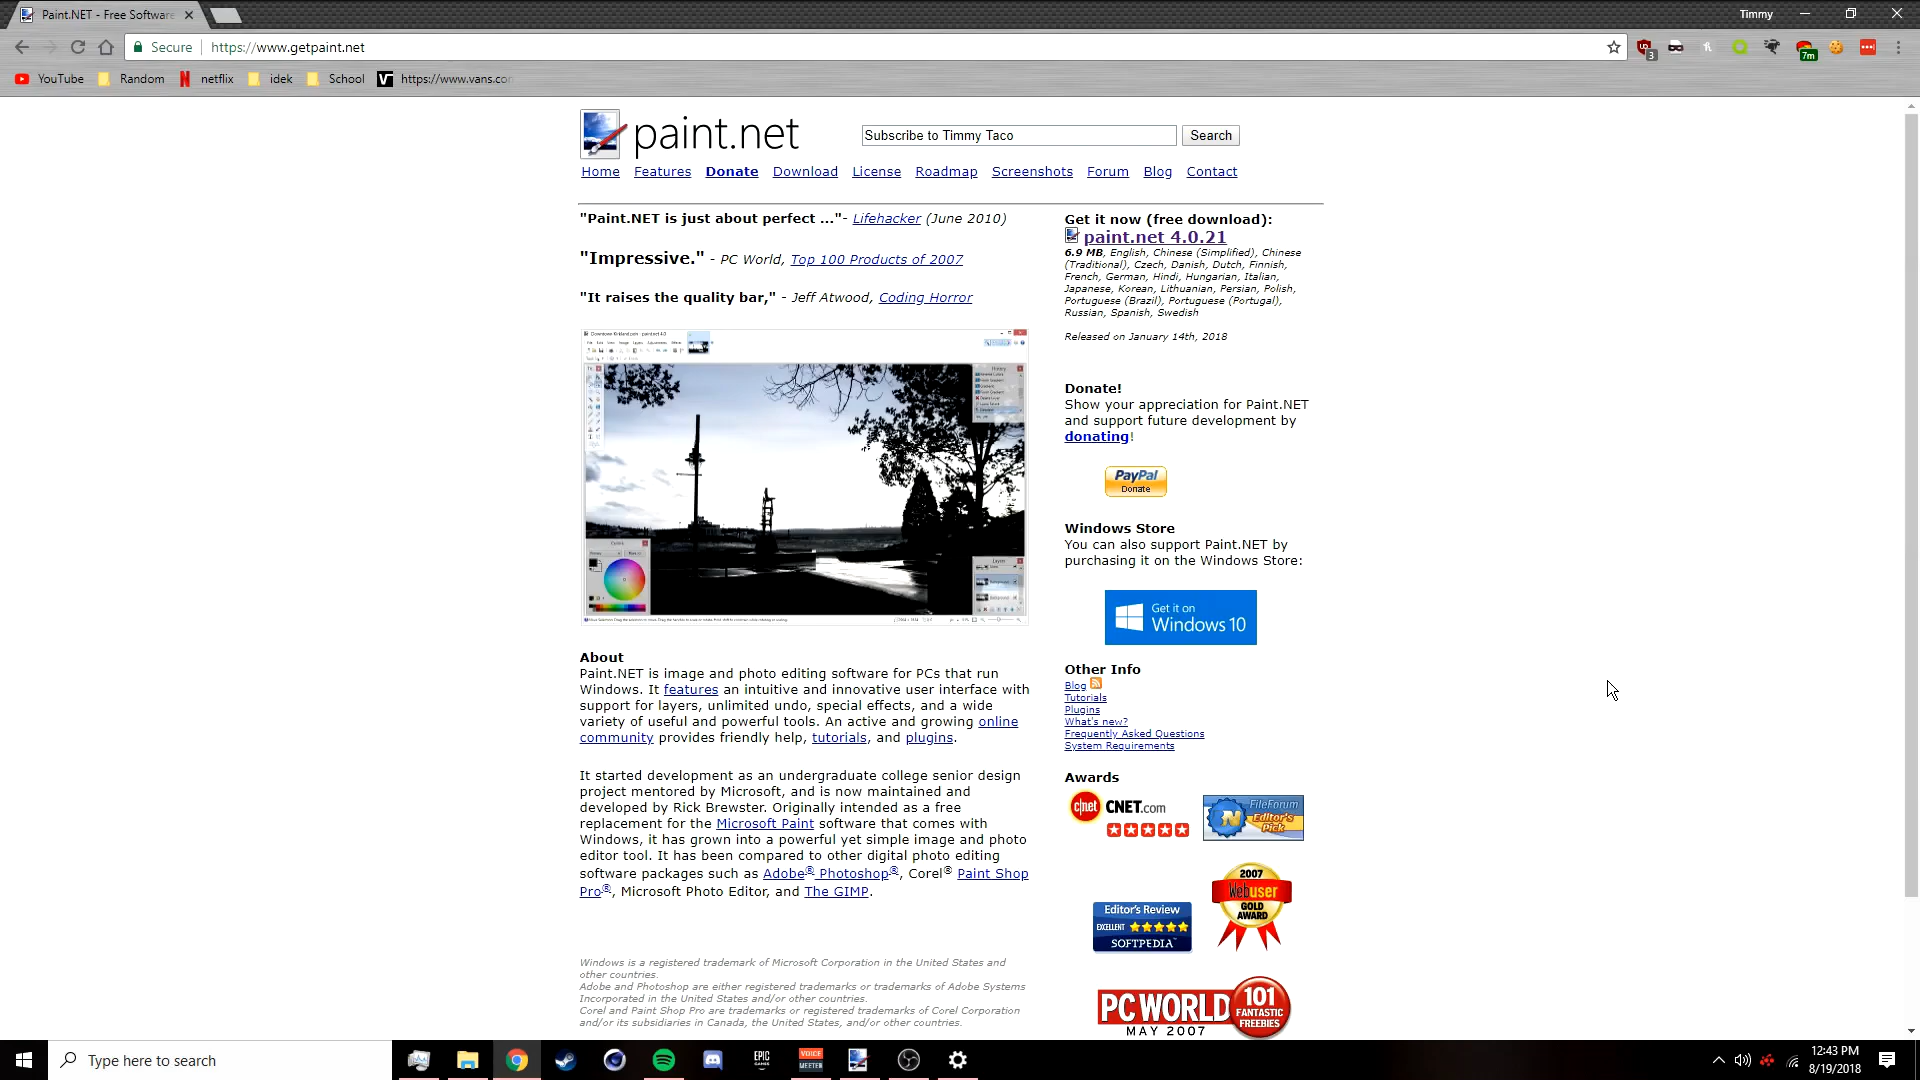 Paint.NET - Free Software
Timmy
Secure
https://www.getpaint.net
3
7m
YouTube
Random
netflix
idek
School
https://www.vans.con
paint.net
Subscribe to Timmy Taco
Search
Home Features Donate Download License Roadmap Screenshots Forum Blog Contact
"Paint.NET is just about perfect ..."- Lifehacker (June 2010)
"Impressive." - PC World, Top 100 Products of 2007
"It raises the quality bar," - Jeff Atwood, Coding Horror
About
Paint.NET is image and photo editing software for PCs that run
Windows. It features an intuitive and innovative user interface with
support for layers, unlimited undo, special effects, and a wide
variety of useful and powerful tools. An active and growing online
community provides friendly help, tutorials, and plugins.
It started development as an undergraduate college senior design
project mentored by Microsoft, and is now maintained and
developed by Rick Brewster. Originally intended as a free
replacement for the Microsoft Paint software that comes with
Windows, it has grown into a powerful yet simple image and photo
editor tool. It has been compared to other digital photo editing
software packages such as Adobe® Photoshop®, Corel® Paint Shop
Pro®, Microsoft Photo Editor, and The GIMP.
Windows is a registered trademark of Microsoft Corporation in the United States and
other countries.
Adobe and Photoshop are either registered trademarks or trademarks of Adobe Systems
Incorporated in the United States and/or other countries.
Corel and Paint Shop Pro are trademarks or registered trademarks of Corel Corporation
and/or its subsidiaries in Canada, the United States, and/or other countries.
Get it now (free download):
paint.net 4.0.21
6.9 MB, English, Chinese (Simplified), Chinese
(Traditional), Czech, Danish, Dutch, Finnish,
French, German, Hindi, Hungarian, Italian,
Japanese, Korean, Lithuanian, Persian, Polish,
Portuguese (Brazil), Portuguese (Portugal),
Russian, Spanish, Swedish
Released on January 14th, 2018
Donate!
Show your appreciation for Paint.NET
and support future development by
donating!
PayPal
Donate
Windows Store
You can also support Paint.NET by
purchasing it on the Windows Store:
Get it on
Windows 10
Other Info
Blog
Tutorials
Plugins
What's new?
Frequently Asked Questions
System Requirements
Awards
c|net CNET.com
FileForum
Editor's
Pick
2007
Webuser
GOLD
AWARD
Editor's Review
EXCELLENT
SOFTPEDIA
PC WORLD
MAY 2007
101
FANTASTIC
FREEBIES
Type here to search
EPIC
GAMES
VOICE
MEETER
12:43 PM
8/19/2018